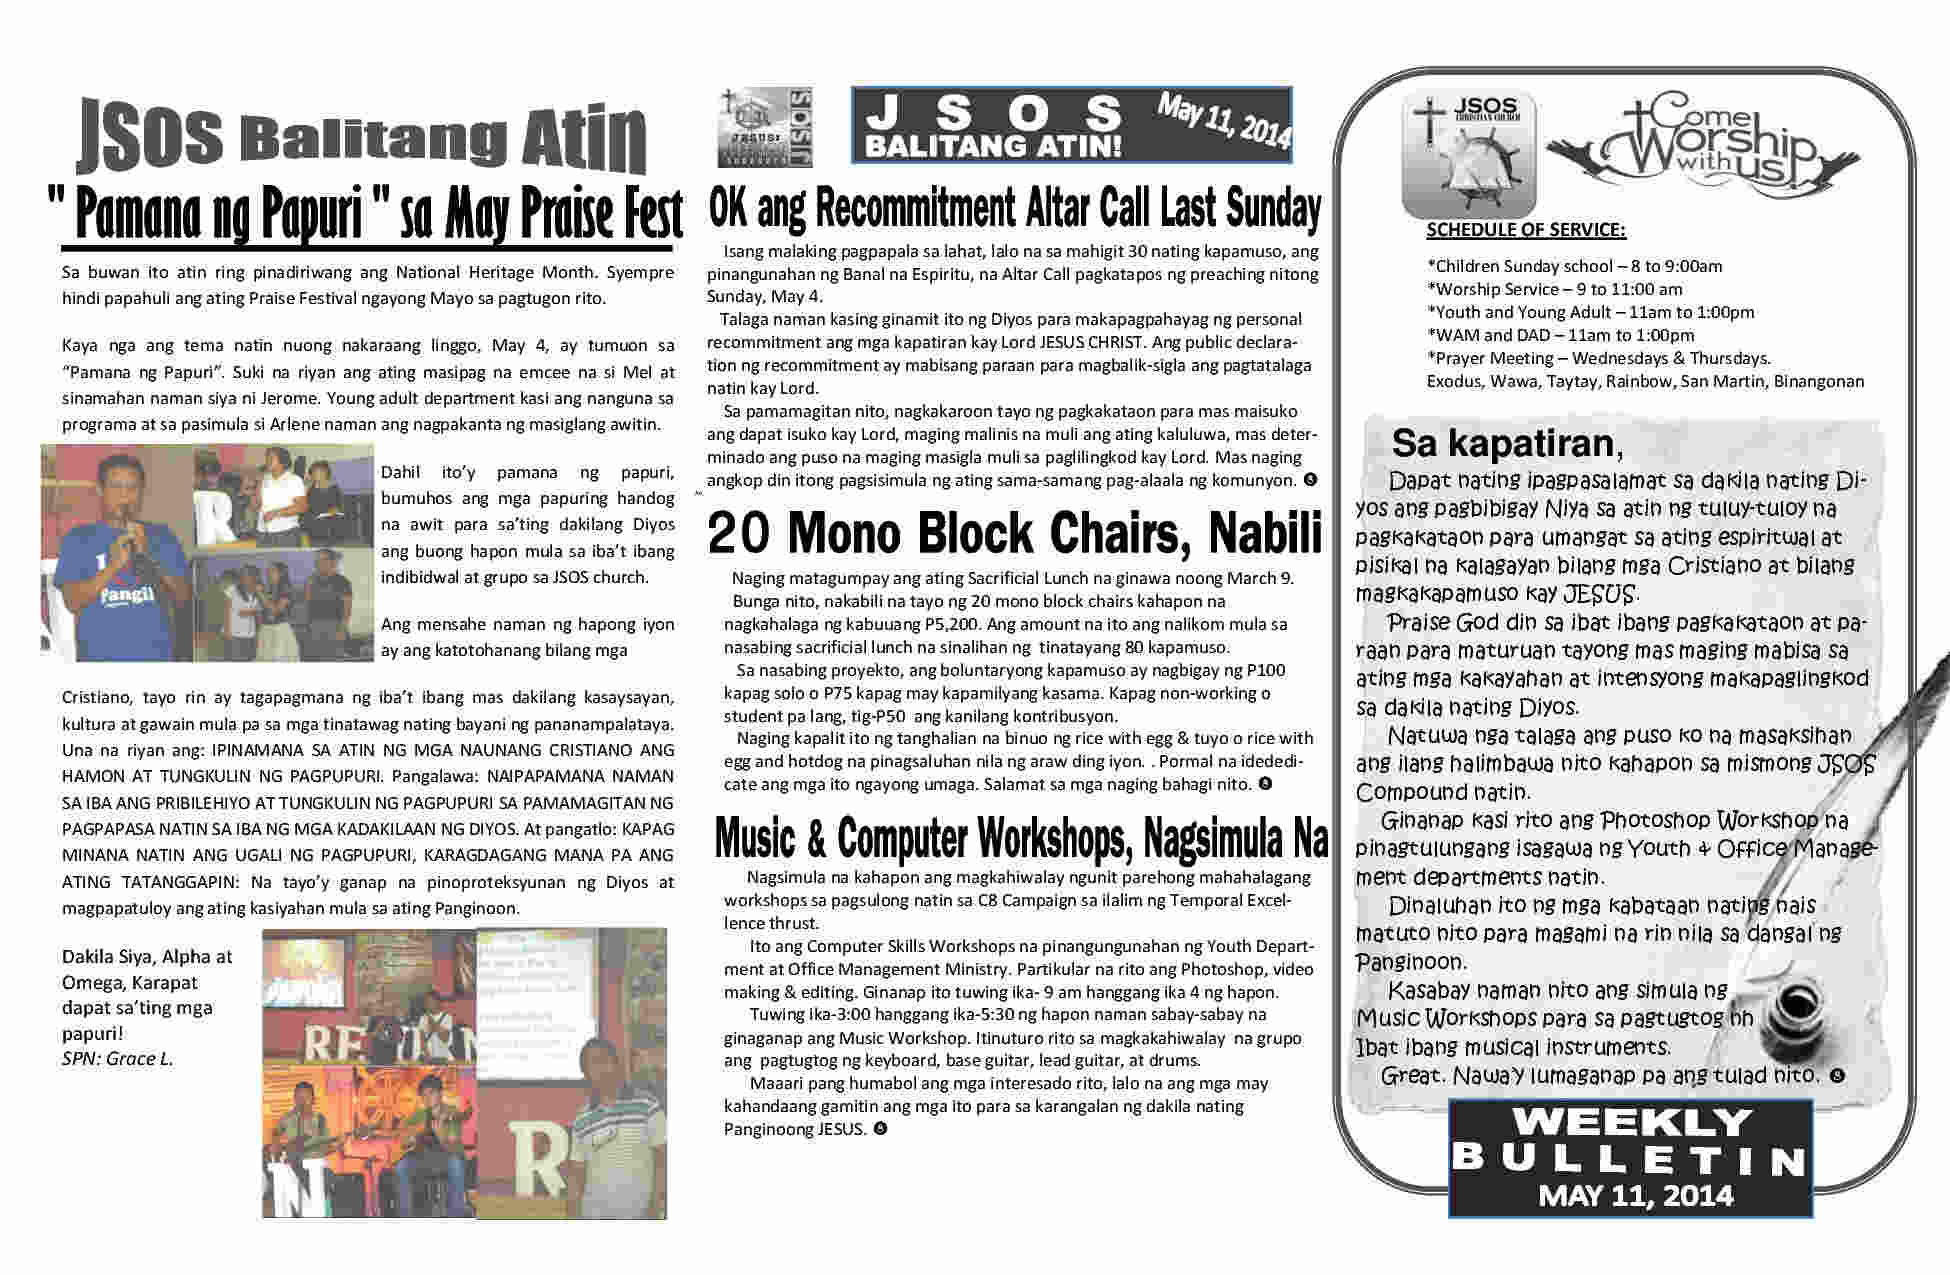 JSOS Balitang Atin
" Pamana ng Papuri " sa May Praise Fest
Sa buwan ito atin ring pinadiriwang ang National Heritage Month. Syempre
hindi papahuli ang ating Praise Festival ngayong Mayo sa pagtugon rito.
Kaya nga ang tema natin nuong nakaraang linggo, May 4, ay tumuon sa
“Pamana ng Papuri”. Suki na riyan ang ating masipag na emcee na si Mel at
sinamahan naman siya ni Jerome. Young adult department kasi ang nanguna sa
programa at sa pasimula si Arlene naman ang nagpakanta ng masiglang awitin.
Dahil ito’y pamana ng papuri,
bumuhos ang mga papuring handog
na awit para sa’ting dakilang Diyos
ang buong hapon mula sa iba’t ibang
indibidwal at grupo sa JSOS church.
Ang mensahe naman ng hapong iyon
ay ang katotohanang bilang mga
Cristiano, tayo rin ay tagapagmana ng iba’t ibang mas dakilang kasaysayan,
kultura at gawain mula pa sa mga tinatawag nating bayani ng pananampalataya.
Una na riyan ang: IPINAMANA SA ATIN NG MGA NAUNANG CRISTIANO ANG
HAMON AT TUNGKULIN NG PAGPUPURI. Pangalawa: NAIPAPAMANA NAMAN
SA IBA ANG PRIBILEHIYO AT TUNGKULIN NG PAGPUPURI SA PAMAMAGITAN NG
PAGPAPASA NATIN SA IBA NG MGA KADAKILAAN NG DIYOS. At pangatlo: KAPAG
MINANA NATIN ANG UGALI NG PAGPUPURI, KARAGDAGANG MANA PA ANG
ATING TATANGGAPIN: Na tayo’y ganap na pinoproteksyunan ng Diyos at
magpapatuloy ang ating kasiyahan mula sa ating Panginoon.
Dakila Siya, Alpha at
Omega, Karapat
dapat sa’ting mga
papuri!
SPN: Grace L.
JESUS:
JSOS
J S O S
BALITANG ATIN!
May 11, 2014
OK ang Recommitment Altar Call Last Sunday
Isang malaking pagpapala sa lahat, lalo na sa mahigit 30 nating kapamuso, ang
pinangunahan ng Banal na Espiritu, na Altar Call pagkatapos ng preaching nitong
Sunday, May 4.
Talaga naman kasing ginamit ito ng Diyos para makapagpahayag ng personal
recommitment ang mga kapatiran kay Lord JESUS CHRIST. Ang public declara-
tion ng recommitment ay mabisang paraan para magbalik-sigla ang pagtatalaga
natin kay Lord.
Sa pamamagitan nito, nagkakaroon tayo ng pagkakataon para mas maisuko
ang dapat isuko kay Lord, maging malinis na muli ang ating kaluluwa, mas deter-
minado ang puso na maging masigla muli sa paglilingkod kay Lord. Mas naging
angkop din itong pagsisimula ng ating sama-samang pag-alaala ng komunyon.
20 Mono Block Chairs, Nabili
Naging matagumpay ang ating Sacrificial Lunch na ginawa noong March 9.
Bunga nito, nakabili na tayo ng 20 mono block chairs kahapon na
nagkahalaga ng kabuuang P5,200. Ang amount na ito ang nalikom mula sa
nasabing sacrificial lunch na sinalihan ng tinatayang 80 kapamuso.
Sa nasabing proyekto, ang boluntaryong kapamuso ay nagbigay ng P100
kapag solo o P75 kapag may kapamilyang kasama. Kapag non-working o
student pa lang, tig-P50 ang kanilang kontribusyon.
Naging kapalit ito ng tanghalian na binuo ng rice with egg & tuyo o rice with
egg and hotdog na pinagsaluhan nila ng araw ding iyon. . Pormal na idededi-
cate ang mga ito ngayong umaga. Salamat sa mga naging bahagi nito.
Music & Computer Workshops, Nagsimula Na
Nagsimula na kahapon ang magkahiwalay ngunit parehong mahahalagang
workshops sa pagsulong natin sa C8 Campaign sa ilalim ng Temporal Excel-
lence thrust.
Ito ang Computer Skills Workshops na pinangungunahan ng Youth Depart-
ment at Office Management Ministry. Partikular na rito ang Photoshop, video
making & editing. Ginanap ito tuwing ika- 9 am hanggang ika 4 ng hapon.
Tuwing ika-3:00 hanggang ika-5:30 ng hapon naman sabay-sabay na
ginaganap ang Music Workshop. Itinuturo rito sa magkakahiwalay na grupo
ang pagtugtog ng keyboard, base guitar, lead guitar, at drums.
Maaari pang humabol ang mga interesado rito, lalo na ang mga may
kahandaang gamitin ang mga ito para sa karangalan ng dakila nating
Panginoong JESUS.
JSOS
CHRISTIAN CHURCH
Come
Worship
with us!
SCHEDULE OF SERVICE:
*Children Sunday school – 8 to 9:00am
*Worship Service – 9 to 11:00 am
*Youth and Young Adult – 11am to 1:00pm
*WAM and DAD – 11am to 1:00pm
*Prayer Meeting – Wednesdays & Thursdays.
Exodus, Wawa, Taytay, Rainbow, San Martin, Binangonan
Sa kapatiran,
Dapat nating ipagpasalamat sa dakila nating Di-
yos ang pagbibigay Niya sa atin ng tuluy-tuloy na
pagkakataon para umangat sa ating espiritwal at
pisikal na kalagayan bilang mga Cristiano at bilang
magkakapamuso kay JESUS.
Praise God din sa ibat ibang pagkakataon at pa-
raan para maturuan tayong mas maging mabisa sa
ating mga kakayahan at intensyong makapaglingkod
sa dakila nating Diyos.
Natuwa nga talaga ang puso ko na masaksihan
ang ilang halimbawa nito kahapon sa mismong JSOS
Compound natin.
Ginanap kasi rito ang Photoshop Workshop na
pinagtulungang isagawa ng Youth & Office Manage-
ment departments natin.
Dinaluhan ito ng mga kabataan nating nais
matuto nito para magami na rin nila sa dangal ng
Panginoon.
Kasabay naman nito ang simula ng
Music Workshops para sa pagtugtog nh
Ibat ibang musical instruments.
Great. Naway lumaganap pa ang tulad nito.
WEEKLY
BULLETIN
MAY 11, 2014